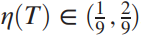 η(T) ∈ (1/9, 2/9)